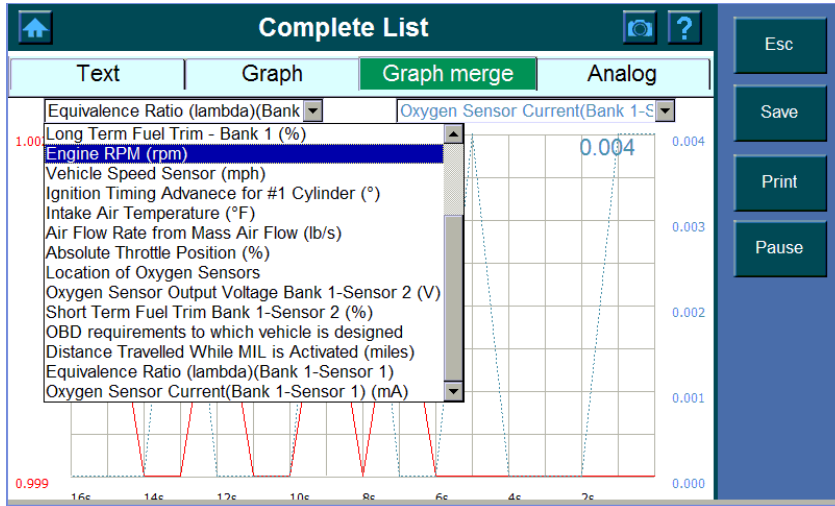 Complete List
?
Esc
Text Graph Graph merge Analog
Equivalence Ratio (lambda)(Bank
Oxygen Sensor Current(Bank 1-S
Save
Long Term Fuel Trim - Bank 1 (%)
Engine RPM (rpm)
Vehicle Speed Sensor (mph)
Ignition Timing Advanece for #1 Cylinder (°)
Intake Air Temperature (°F)
Air Flow Rate from Mass Air Flow (lb/s)
Absolute Throttle Position (%)
Location of Oxygen Sensors
Oxygen Sensor Output Voltage Bank 1-Sensor 2 (V)
Short Term Fuel Trim Bank 1-Sensor 2 (%)
OBD requirements to which vehicle is designed
Distance Travelled While MIL is Activated (miles)
Equivalence Ratio (lambda)(Bank 1-Sensor 1)
Oxygen Sensor Current(Bank 1-Sensor 1) (mA)
0.004
0.004
0.003
0.002
0.001
0.000
0.999
16s 14s 12s 10s 8s 6s 4s 2s
Print
Pause